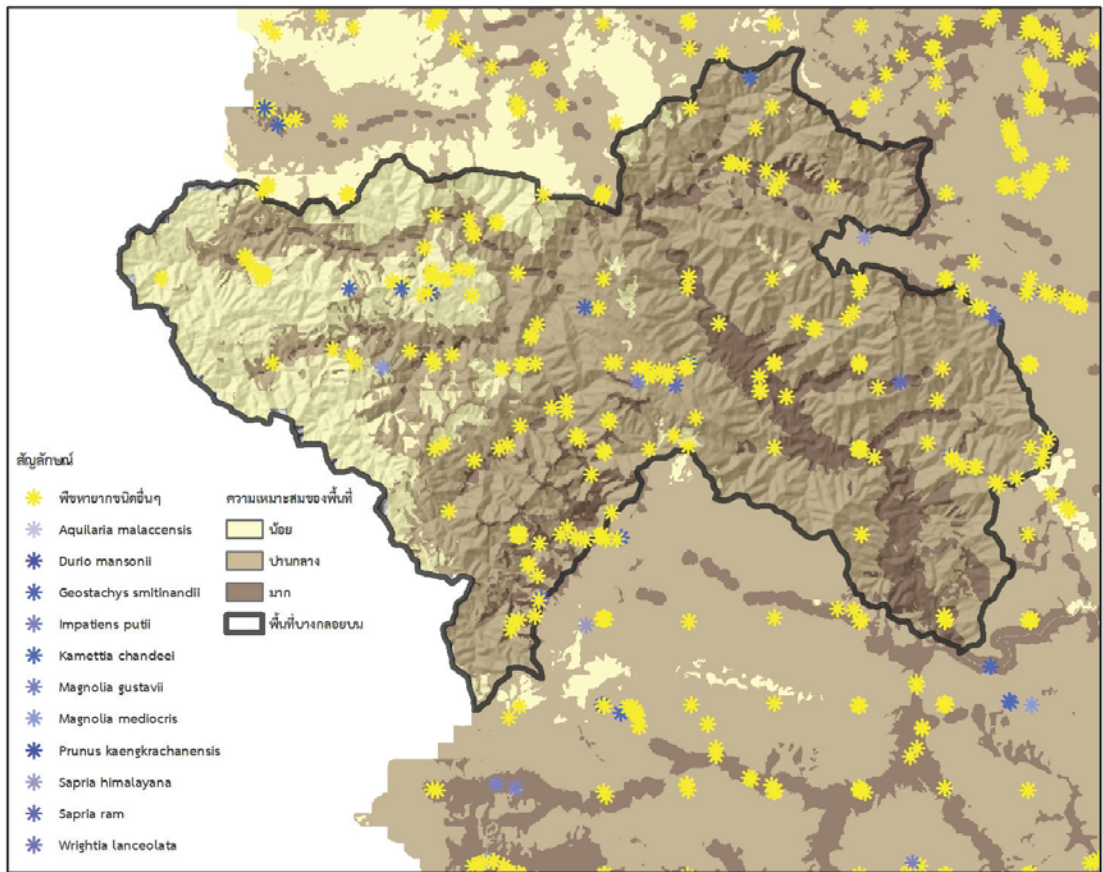 สัญลักษณ์
พืชหายากชนิดอื่นๆ
Aquilaria malaccensis
Durio mansonii
Geostachys smitinandii
Impatiens putii
Kamettia chandeei
Magnolia gustavii
Magnolia mediocris
Prunus kaengkrachanensis
Sapria himalayana
Sapria ram
Wrightia lanceolata
ความเหมาะสมของพื้นที่
น้อย
ปานกลาง
มาก
พื้นที่บางกลอยบน